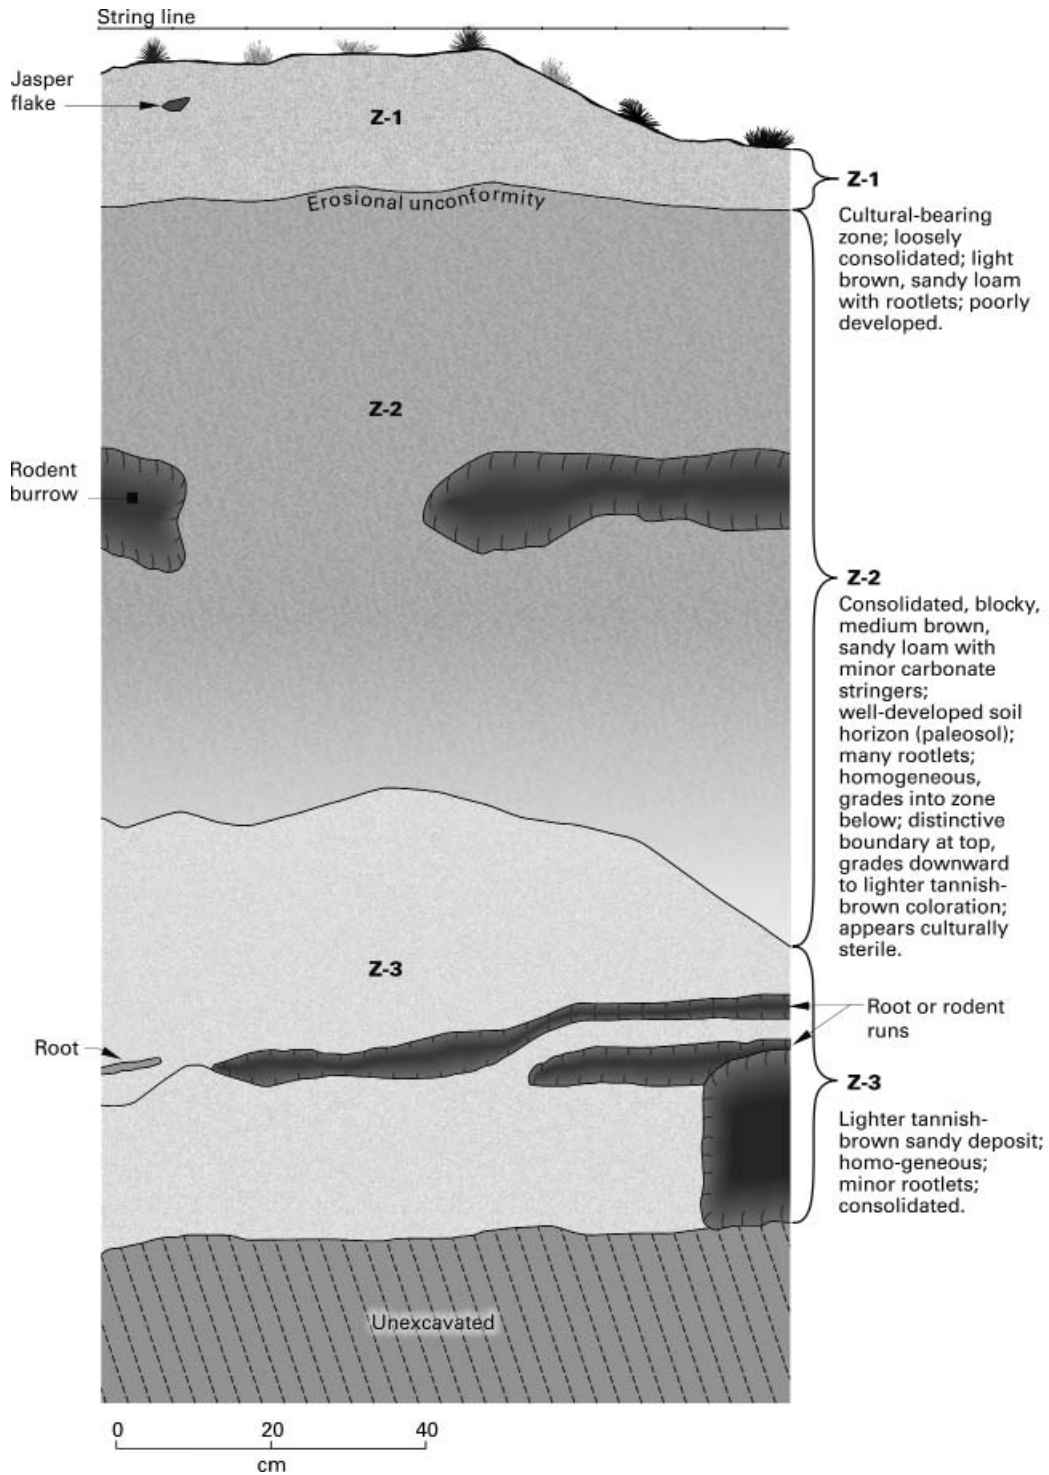 String line
Jasper
flake
Z-1
Erosional unconformity
Z-1
Cultural-bearing
zone; loosely
consolidated; light
brown, sandy loam
with rootlets; poorly
developed.
Z-2
Rodent
burrow
Z-2
Consolidated, blocky,
medium brown,
sandy loam with
minor carbonate
stringers;
well-developed soil
horizon (paleosol);
many rootlets;
homogeneous,
grades into zone
below; distinctive
boundary at top,
grades downward
to lighter tannish-
brown coloration;
appears culturally
sterile.
Z-3
Root or rodent
runs
Root
Z-3
Lighter tannish-
brown sandy deposit;
homo-geneous;
minor rootlets;
consolidated.
Unexcavated
0 20 40
cm